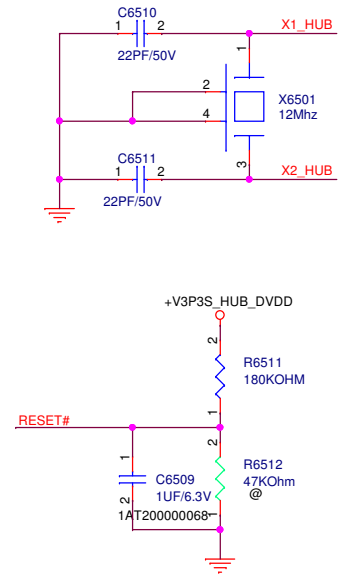 C6510
1 2 X1_HUB
22PF/50V 1
2 X6501
4 12Mhz
C6511
1 2 3 X2_HUB
22PF/50V
+V3P3S_HUB_DVDD
2
R6511
180KOHM
1
RESET#
1 2 R6512
C6509 47KOhm
2 1UF/6.3V @
1AT200000068 1